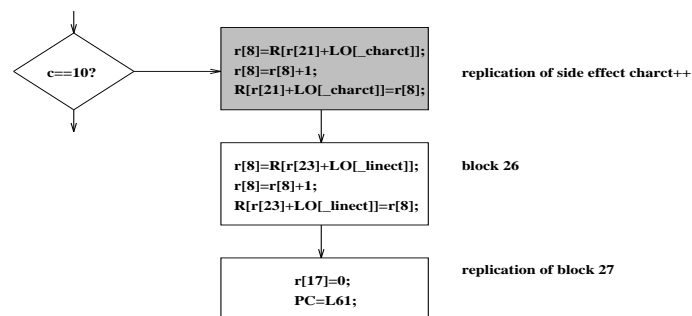 c==10?
r[8]=R[r[21]+LO[_charct]];
r[8]=r[8]+1;
R[r[21]+LO[_charct]]=r[8];
replication of side effect charct++
r[8]=R[r[23]+LO[_linect]];
r[8]=r[8]+1;
R[r[23]+LO[_linect]]=r[8];
block 26
r[17]=0;
PC=L61;
replication of block 27